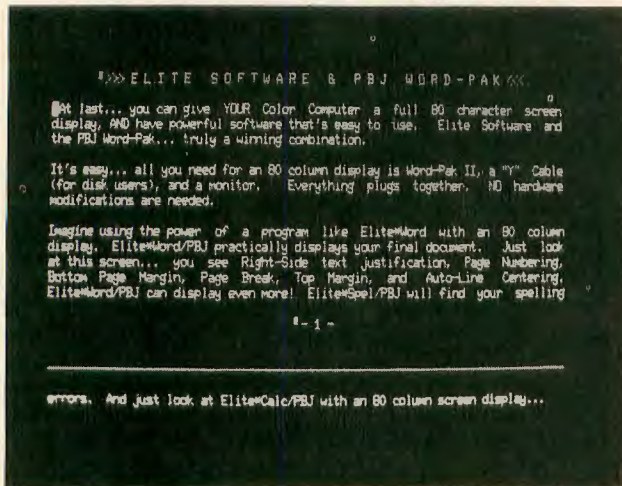 ">>>ELITE SOFTWARE & PBJ WORD-PAK<<<
At last... you can give YOUR Color Computer a full 80 character screen
display, AND have powerful software that's easy to use. Elite Software and
the PBJ Word-Pak... truly a winning combination.
It's easy... all you need for an 80 column display is Word-Pak II, a "Y" Cable
(for disk users), and a monitor. Everything plugs together. NO hardware
modifications are needed.
Imagine using the power of a program like Elite*Word with an 80 column
display. Elite*Word/PBJ practically displays your final document. Just look
at this screen... you see Right-Side text justification, Page Numbering,
Bottom Page Margin, Page Break, Top Margin, and Auto-Line Centering,
Elite*Word/PBJ can display even more! Elite*Spel/PBJ will find your spelling
"- 1 -
errors. And just look at Elite*Calc/PBJ with an 80 column screen display...